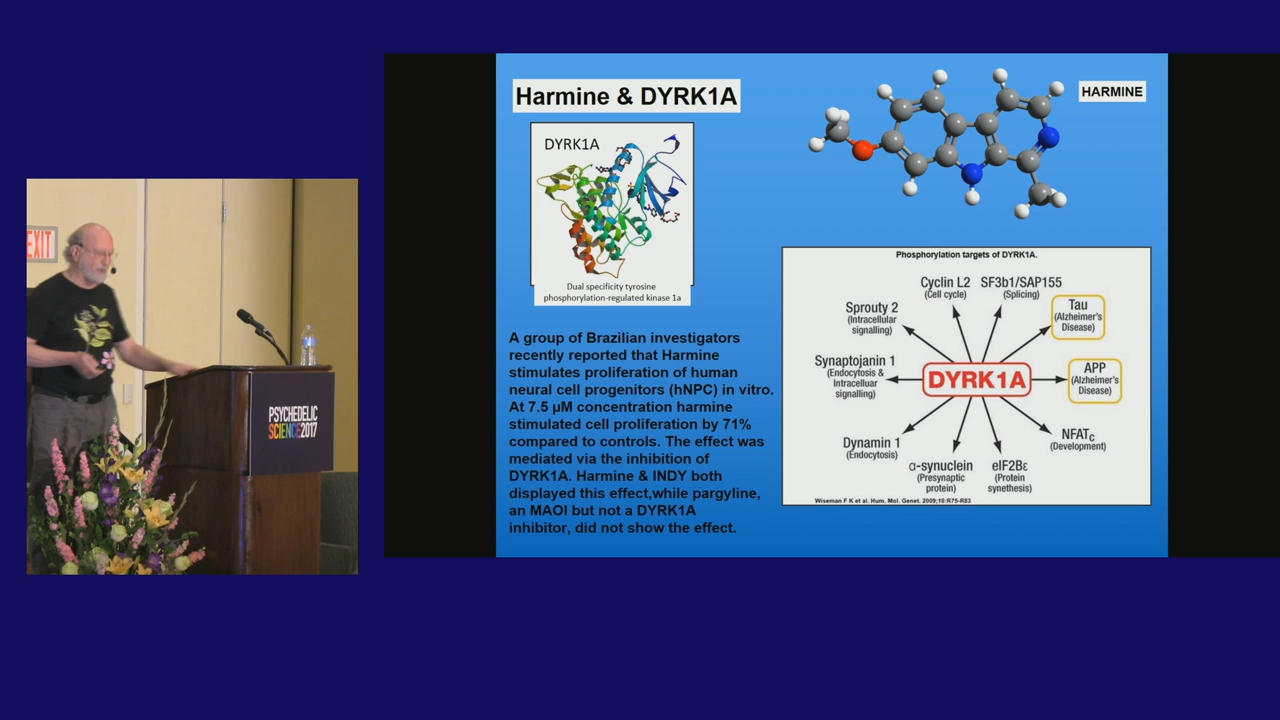 Harmine & DYRK1A
HARMINE
DYRK1A
Dual specificity tyrosine
phosphorylation-regulated kinase 1a
A group of Brazilian investigators
recently reported that Harmine
stimulates proliferation of human
neural cell progenitors (hNPC) in vitro.
At 7.5 µM concentration harmine
stimulated cell proliferation by 71%
compared to controls. The effect was
mediated via the inhibition of
DYRK1A. Harmine & INDY both
displayed this effect,while pargyline,
an MAOI but not a DYRK1A
inhibitor, did not show the effect.
Phosphorylation targets of DYRK1A.
Cyclin L2
(Cell cycle)
SF3b1/SAP155
(Splicing)
Sprouty 2
(Intracellular
signalling)
Tau
(Alzheimer's
Disease)
Synaptojanin 1
(Endocytosis &
Intracelluar
signalling)
DYRK1A
APP
(Alzheimer's
Disease)
Dynamin 1
(Endocytosis)
NFATc
(Development)
α-synuclein
(Presynaptic
protein)
eIF2Bε
(Protein
synethesis)
Wiseman F K et al. Hum. Mol. Genet. 2009;18:R75-R83
EXIT
PSYCHEDELIC
SCIENCE2017